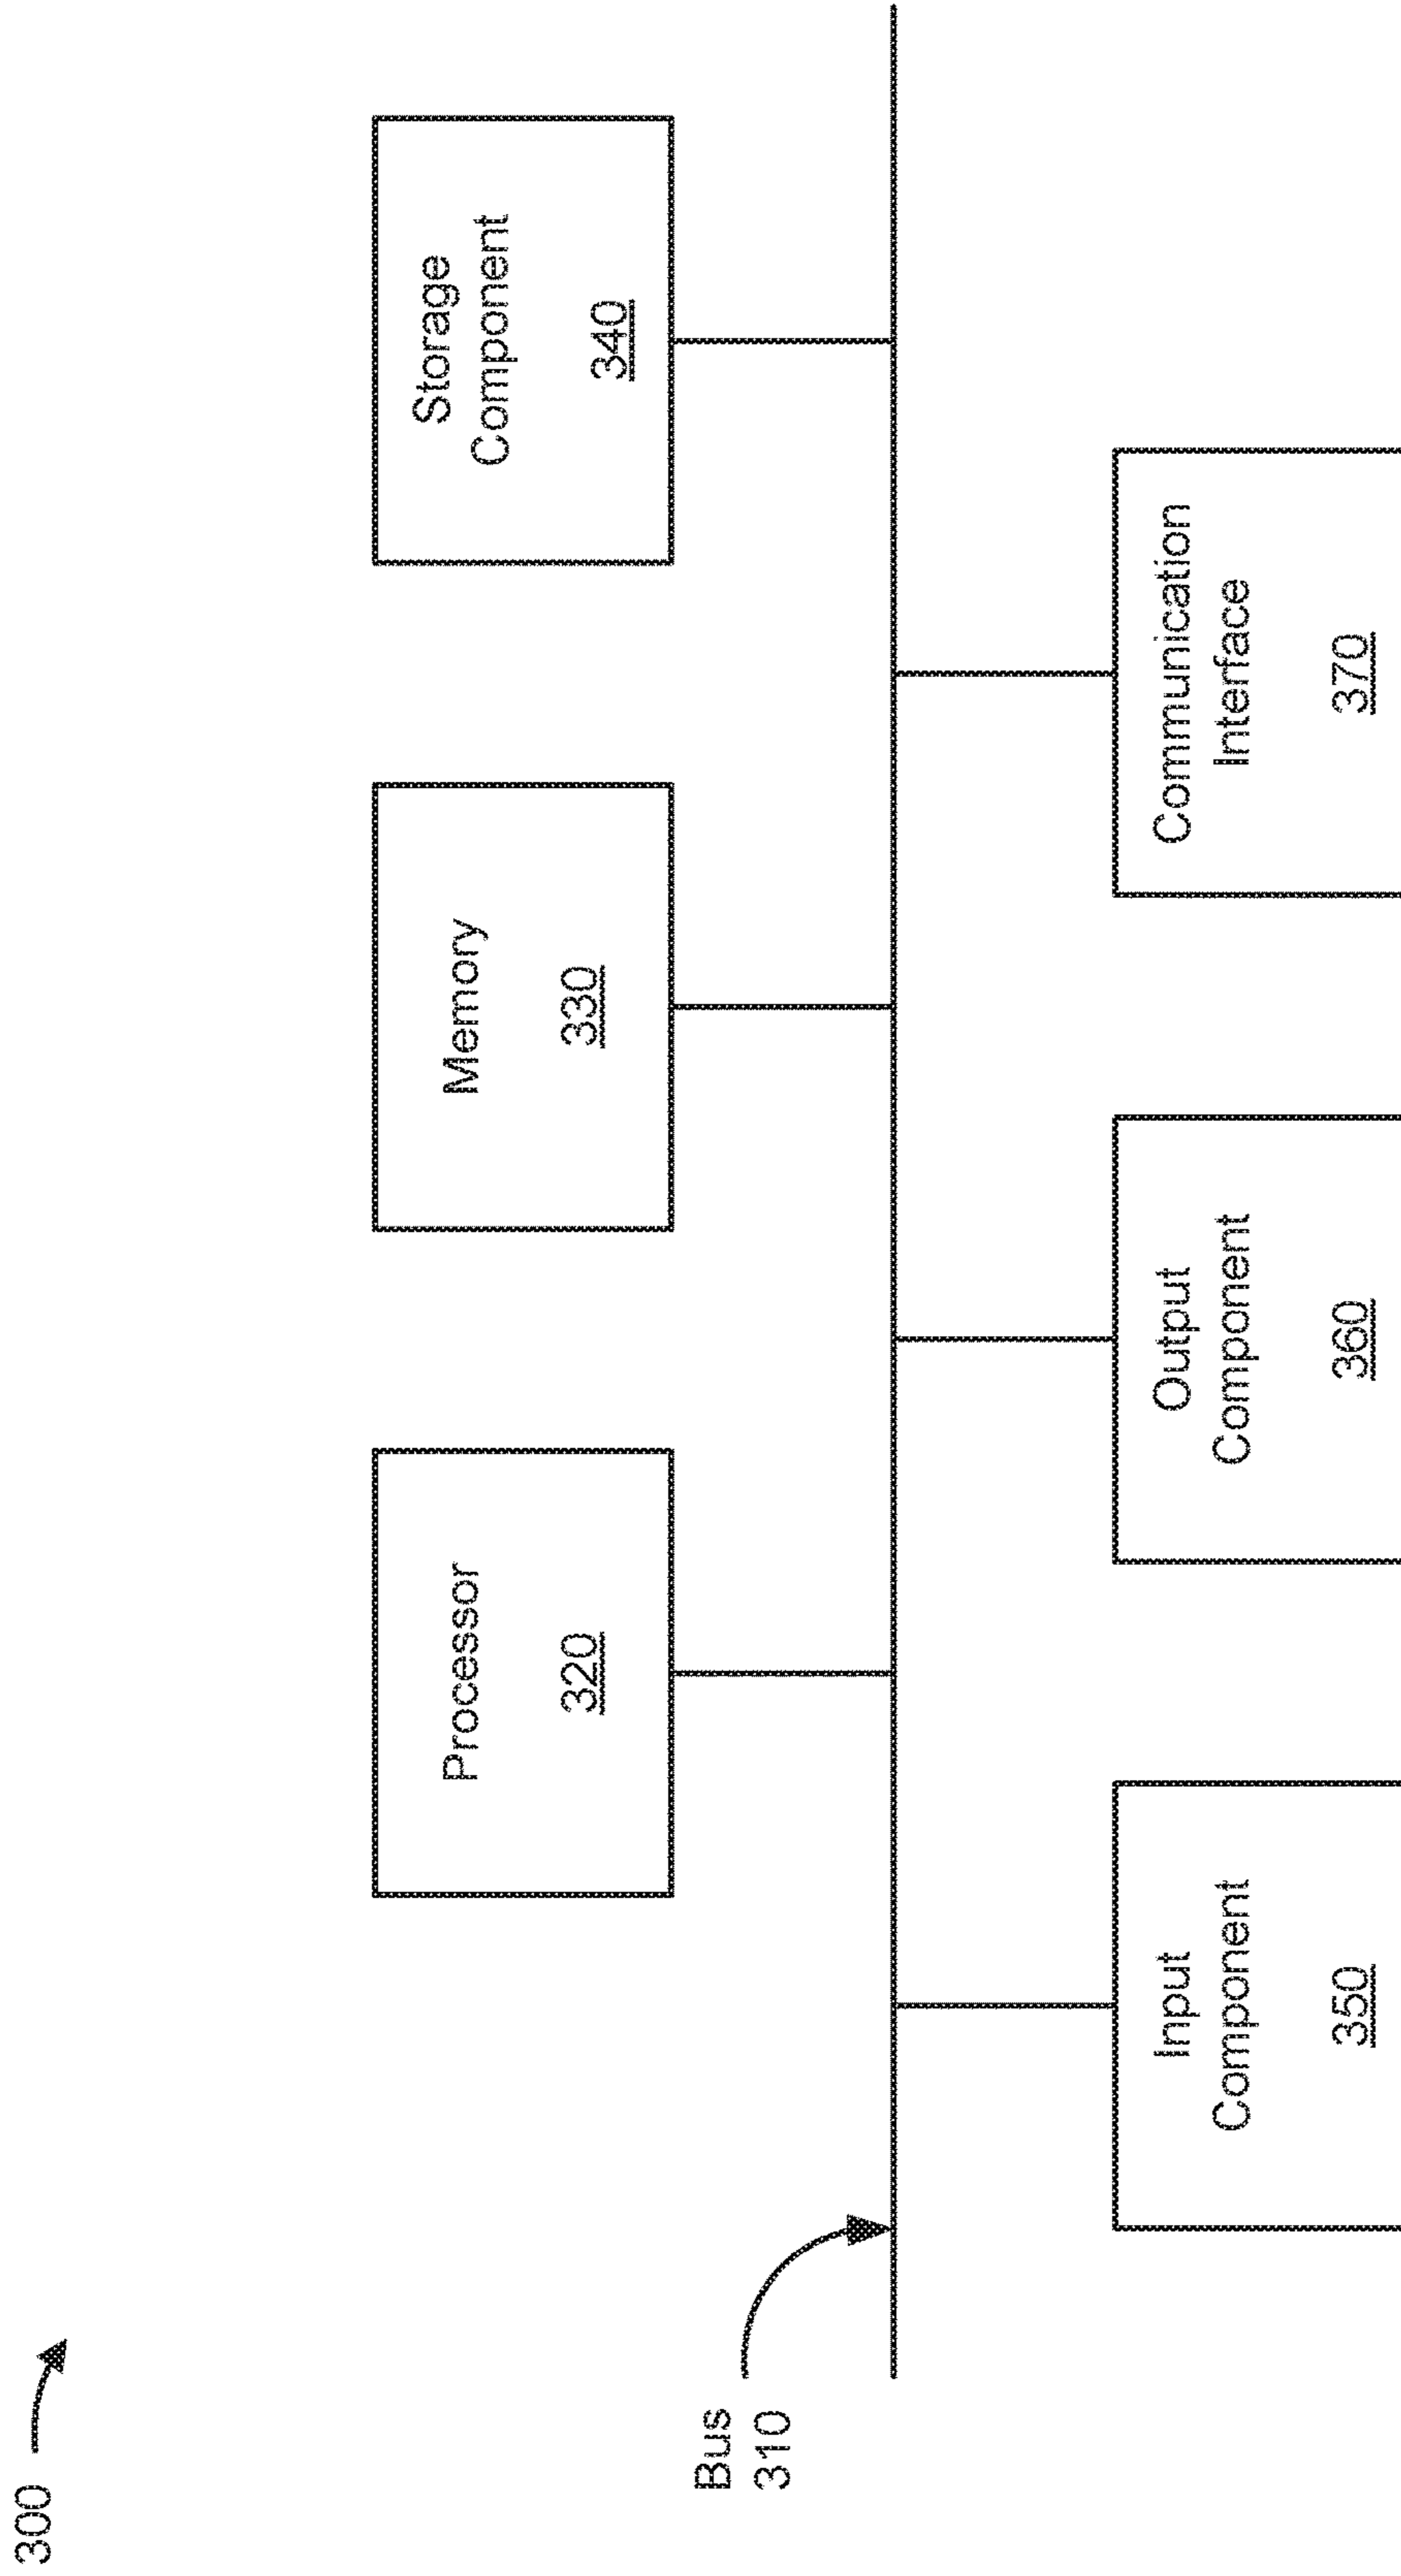 300
Bus
310
Processor
320
Memory
330
Storage
Component
340
Input
Component
350
Output
Component
360
Communication
Interface
370